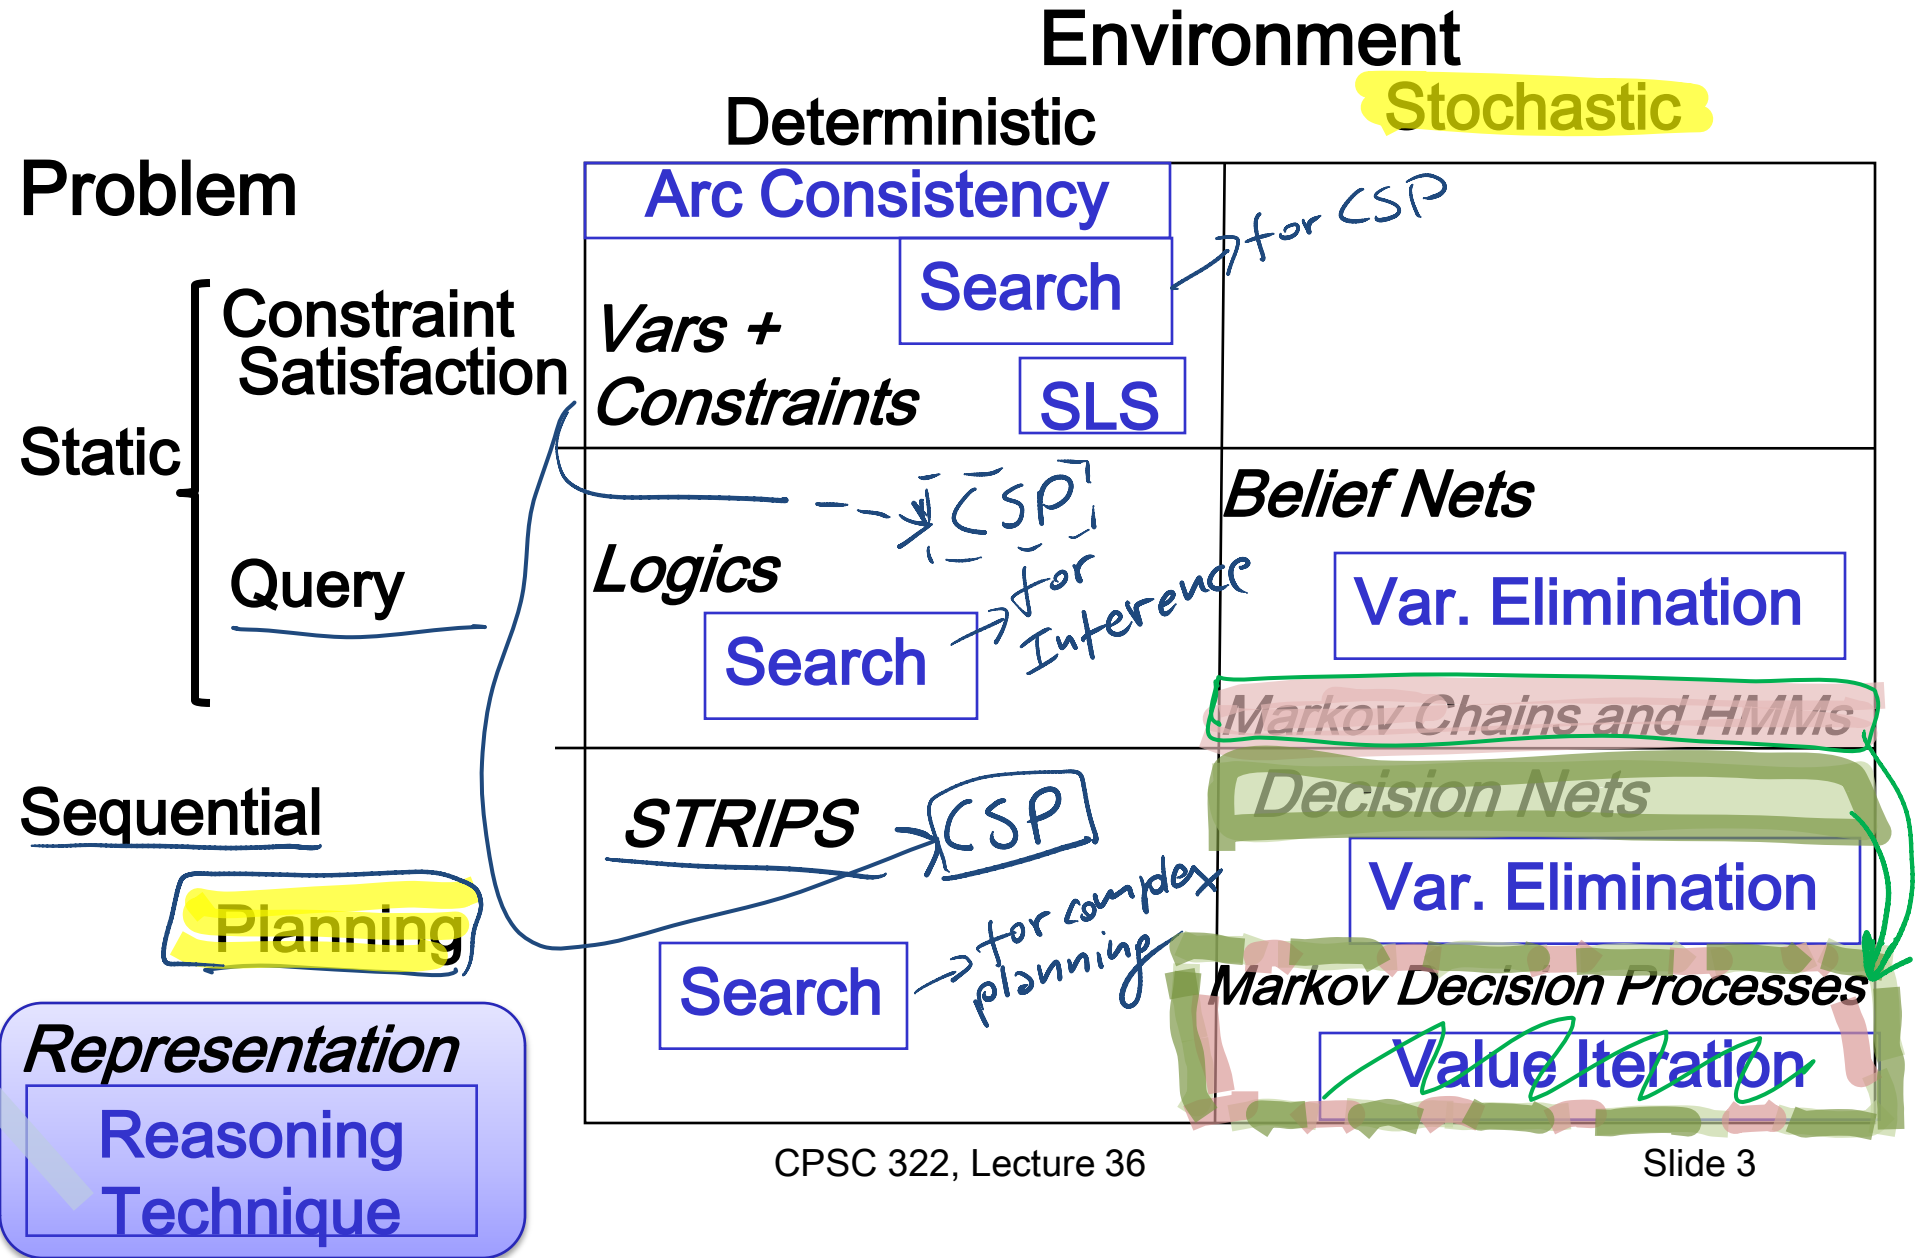 Environment
Deterministic
Stochastic
Problem
Arc Consistency
Search
for CSP
Constraint
Satisfaction
Vars +
Constraints
SLS
Static
CSP
Belief Nets
Query
Logics
for
Inference
Search
Var. Elimination
Markov Chains and HMMs
Sequential
STRIPS
CSP
Decision Nets
Var. Elimination
Planning
Search
for complex
planning
Markov Decision Processes
Value Iteration
Representation
Reasoning
Technique
CPSC 322, Lecture 36
Slide 3